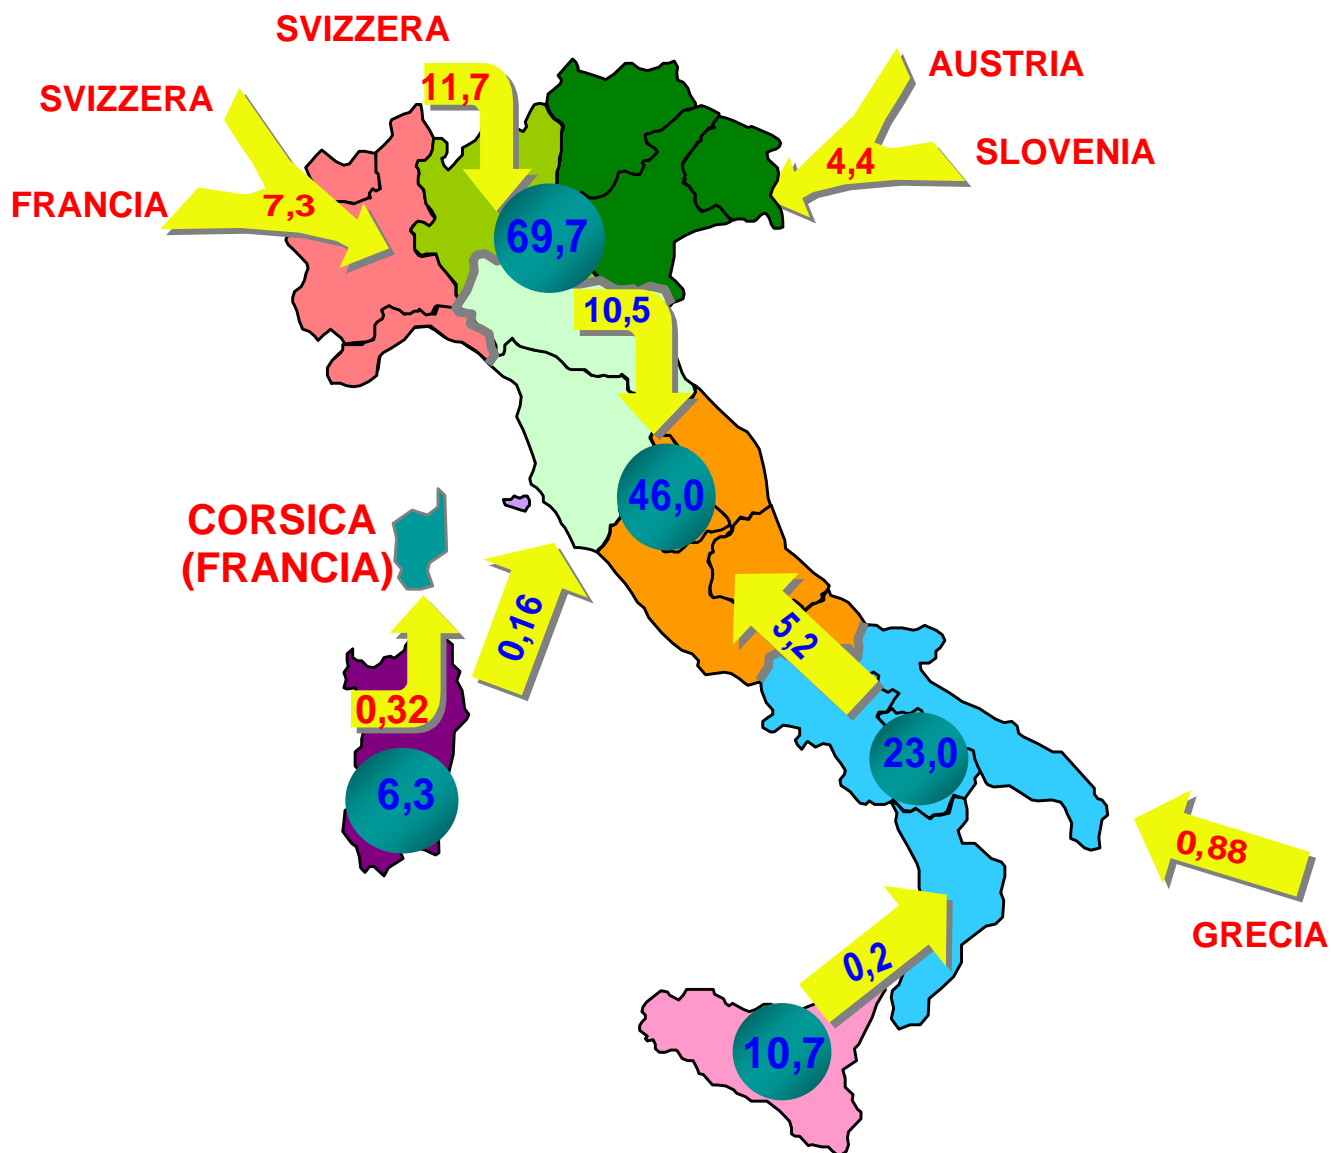 SVIZZERA
AUSTRIA
SVIZZERA
11,7
SLOVENIA
4,4
FRANCIA
7,3
69,7
10,5
46,0
CORSICA
(FRANCIA)
0,16
5,2
0,32
6,3
23,0
0,88
GRECIA
0,2
10,7